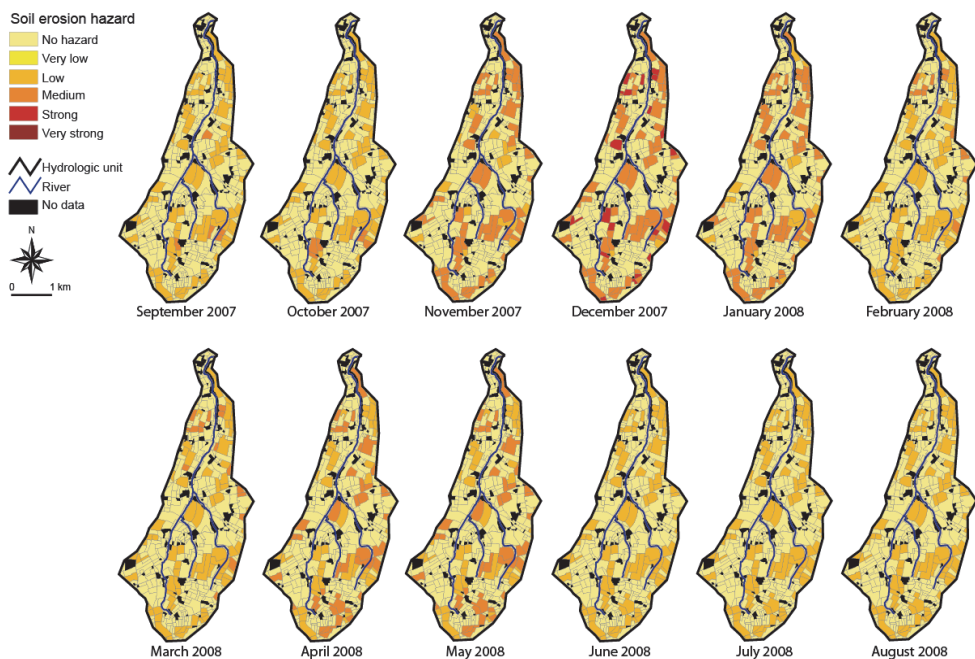 Soil erosion hazard
No hazard
Very low
Low
Medium
Strong
Very strong
Hydrologic unit
River
No data
N
0 1 km
September 2007 October 2007 November 2007 December 2007 January 2008 February 2008
March 2008 April 2008 May 2008 June 2008 July 2008 August 2008